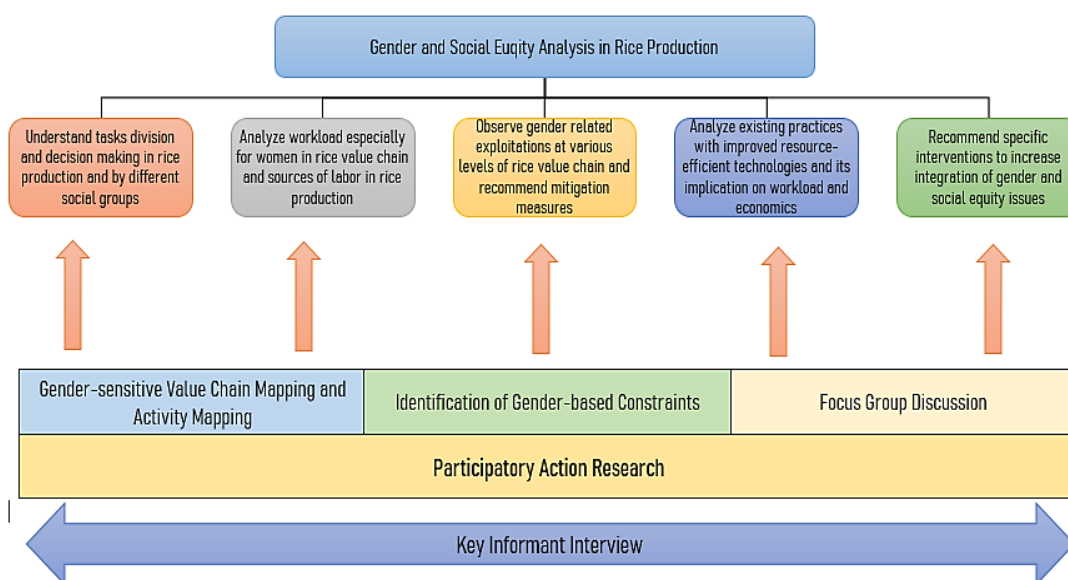 Gender and Social Euqity Analysis in Rice Production
Understand tasks division
and decision making in rice
production and by different
social groups
Analyze workload especially
for women in rice value chain
and sources of labor in rice
production
Observe gender related
exploitations at various
levels of rice value chain and
recommend mitigation
measures
Analyze existing practices
with improved resource-
efficient technologies and its
implication on workload and
economics
Recommend specific
interventions to increase
integration of gender and
social equity issues
Gender-sensitive Value Chain Mapping and
Activity Mapping
Identification of Gender-based Constraints
Focus Group Discussion
Participatory Action Research
Key Informant Interview